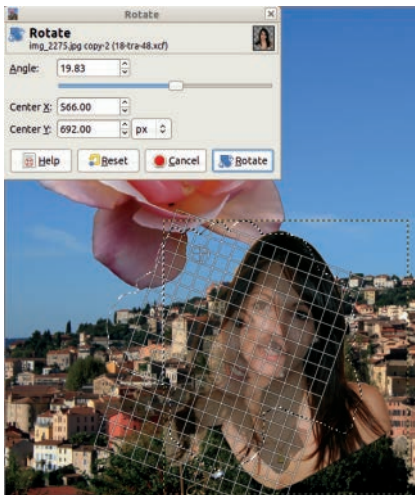 Rotate
Rotate
img_2275.jpg copy-2 (18-tra-48.xcf)
Angle: 19.83
Center X: 566.00
Center Y: 692.00 px
Help Reset Cancel Rotate